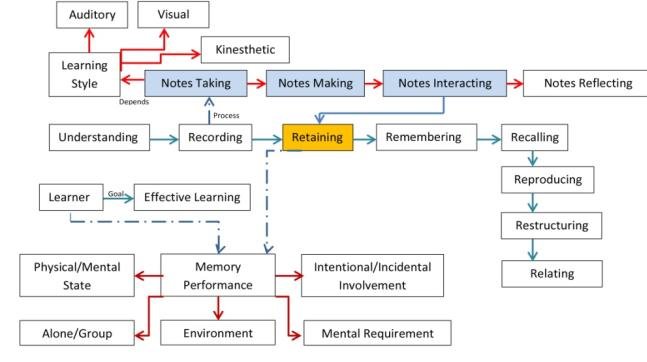 Auditory
Visual
Kinesthetic
Learning
Style
Notes Taking
Notes Making
Notes Interacting
Notes Reflecting
Depends
Process
Understanding
Recording
Retaining
Remembering
Recalling
Reproducing
Learner
Goal
Effective Learning
Restructuring
Relating
Physical/Mental
State
Memory
Performance
Intentional/Incidental
Involvement
Alone/Group
Environment
Mental Requirement